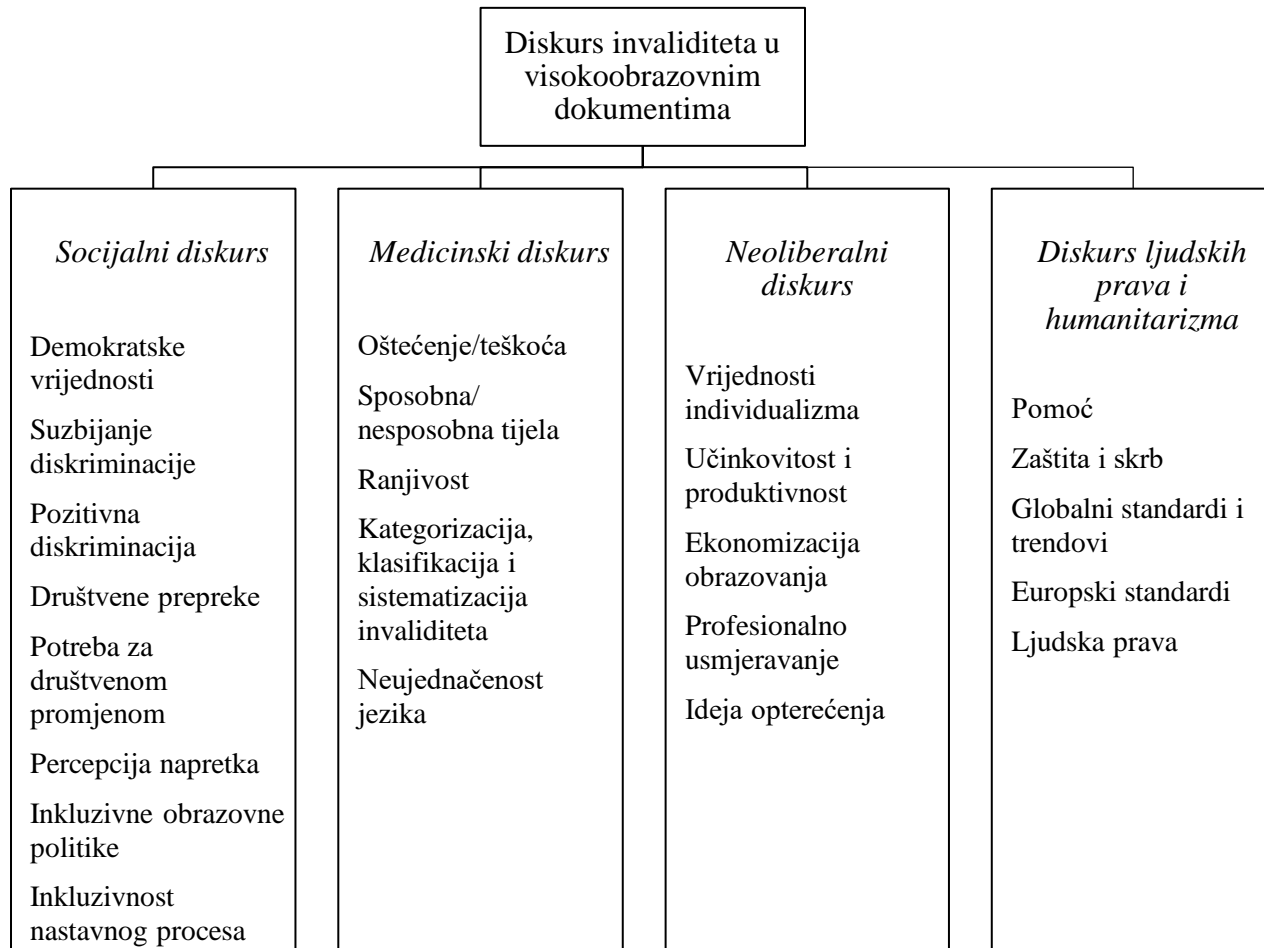 Diskurs invaliditeta u
visokoobrazovnim
dokumentima
Socijalni diskurs
Demokratske
vrijednosti
Suzbijanje
diskriminacije
Pozitivna
diskriminacija
Društvene prepreke
Potreba za
društvenom
promjenom
Percepcija napretka
Inkluzivne obrazovne
politike
Inkluzivnost
nastavnog procesa
Medicinski diskurs
Oštećenje/teškoća
Sposobna/
nesposobna tijela
Ranjivost
Kategorizacija,
klasifikacija i
sistematizacija
invaliditeta
Neujednačenost
jezika
Neoliberalni
diskurs
Vrijednosti
individualizma
Učinkovitost i
produktivnost
Ekonomizacija
obrazovanja
Profesionalno
usmjeravanje
Ideja opterećenja
Diskurs ljudskih
prava i
humanitarizma
Pomoć
Zaštita i skrb
Globalni standardi i
trendovi
Europski standardi
Ljudska prava